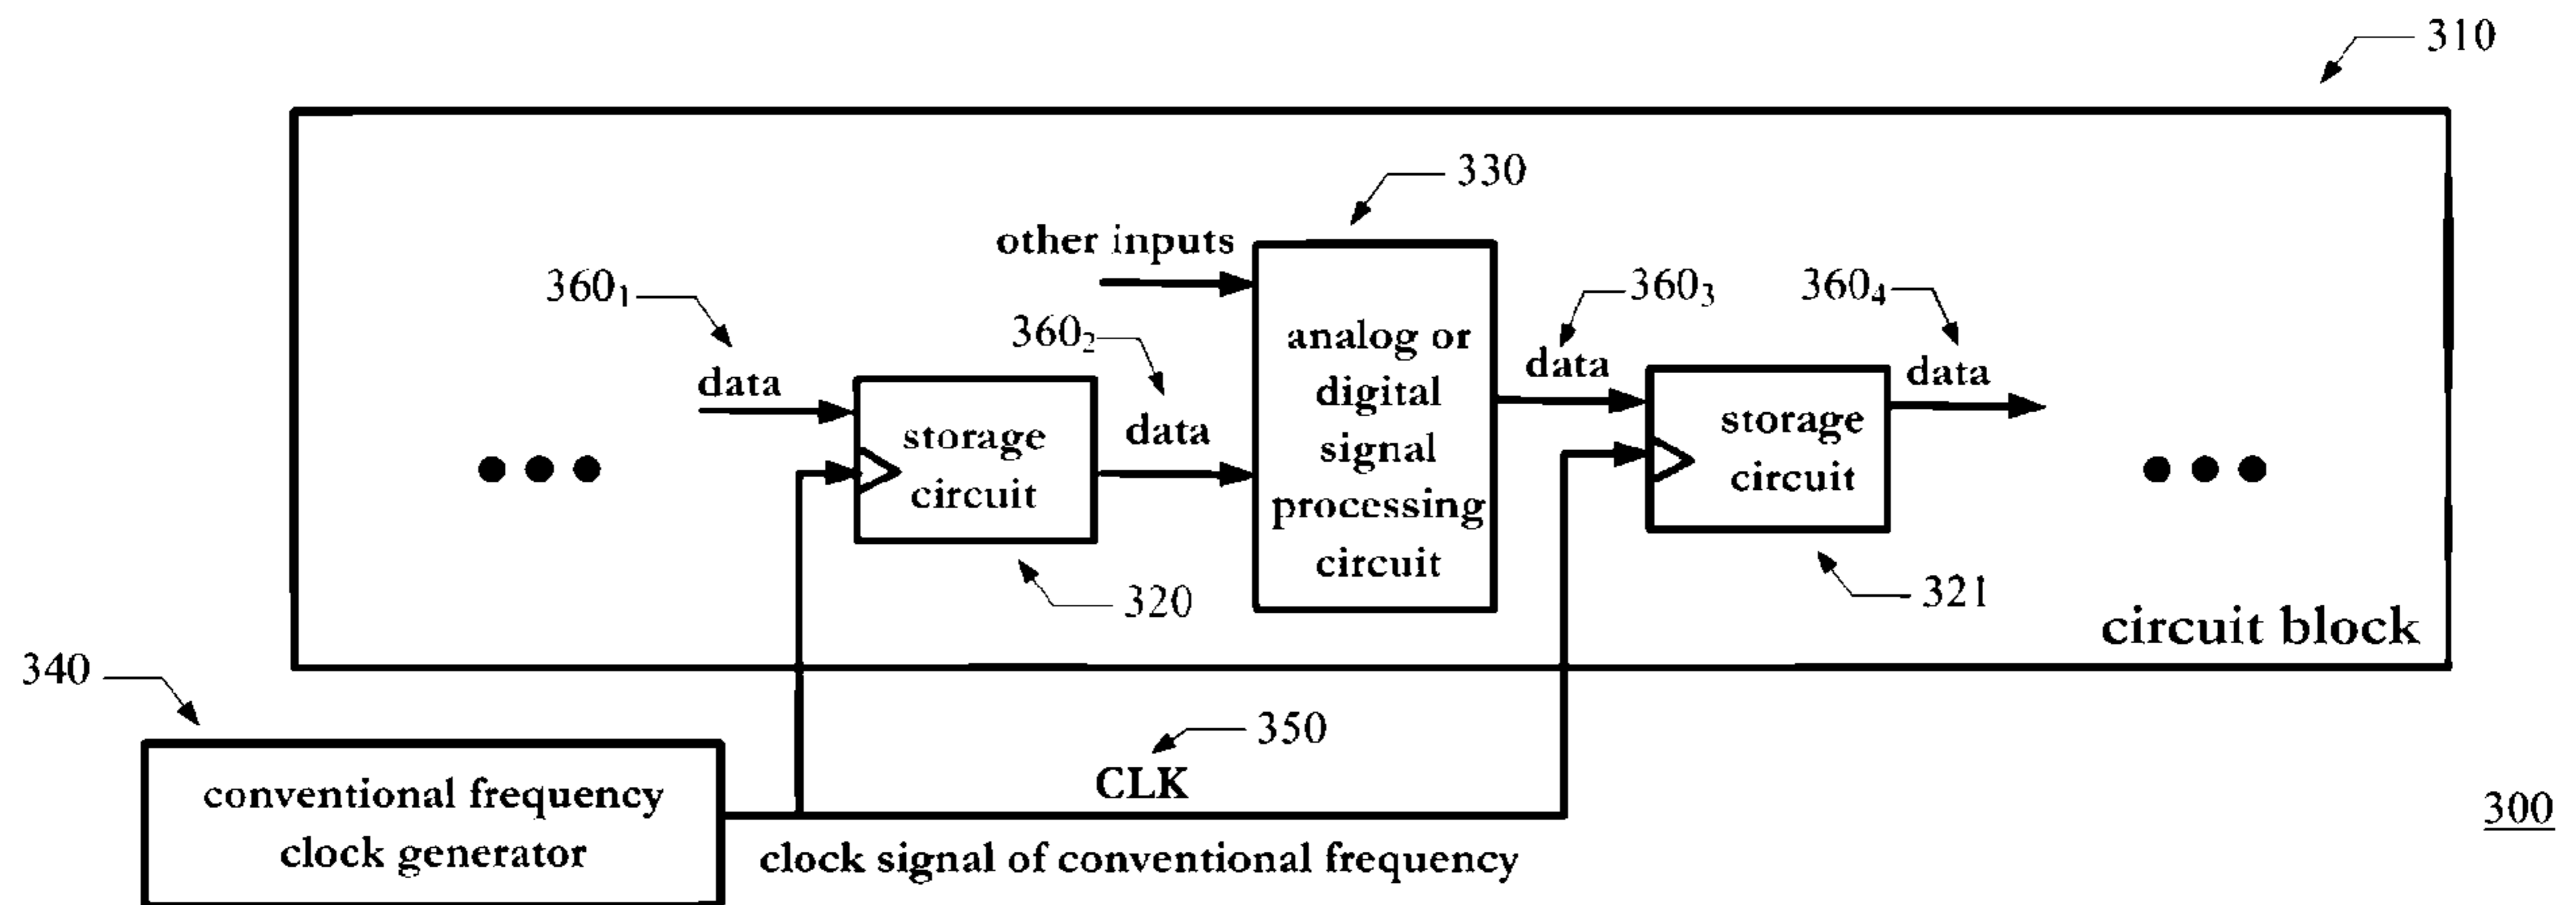 310
330
other inputs
360₁
360₂
360₃
360₄
data
data
data
data
storage
circuit
analog or
digital
signal
processing
circuit
storage
circuit
320
321
circuit block
340
350
CLK
conventional frequency
clock generator
clock signal of conventional frequency
300